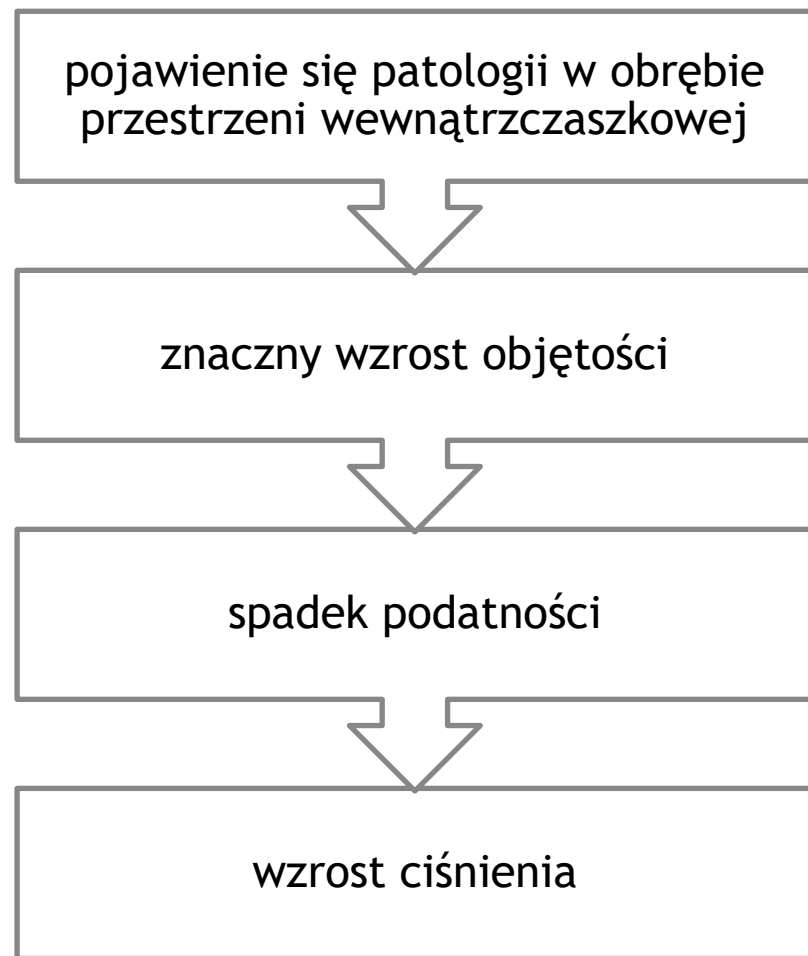 pojawienie się patologii w obrębie
przestrzeni wewnątrzczaszkowej
znaczny wzrost objętości
spadek podatności
wzrost ciśnienia